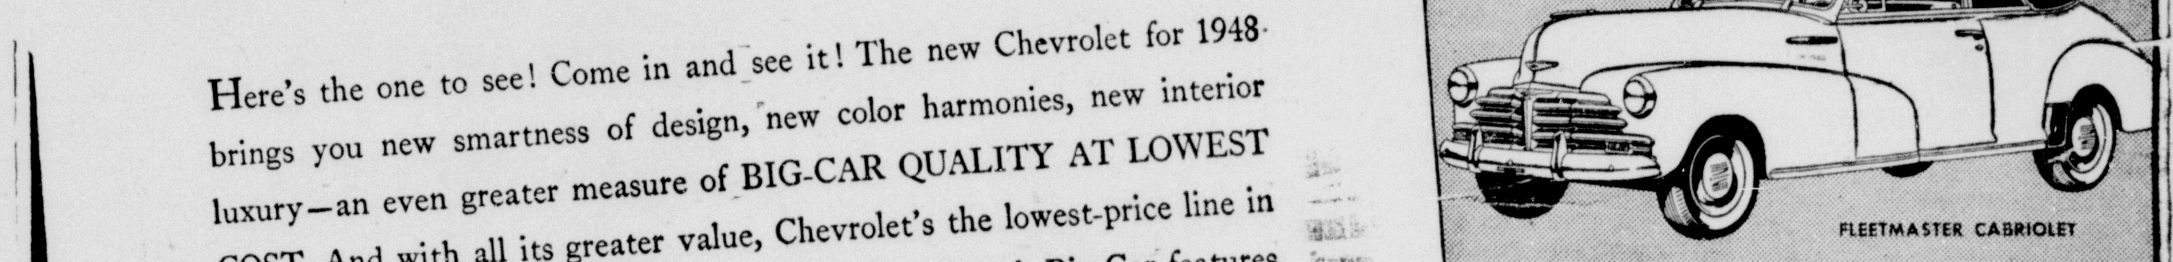 Here's the one to see! Come in and see it! The new Chevrolet for 1948
brings you new smartness of design, new color harmonies, new interior
luxury—an even greater measure of BIG-CAR QUALITY AT LOWEST
COST. And with all its greater value, Chevrolet's the lowest-price line in
features
FLEETMASTER CABRIOLET